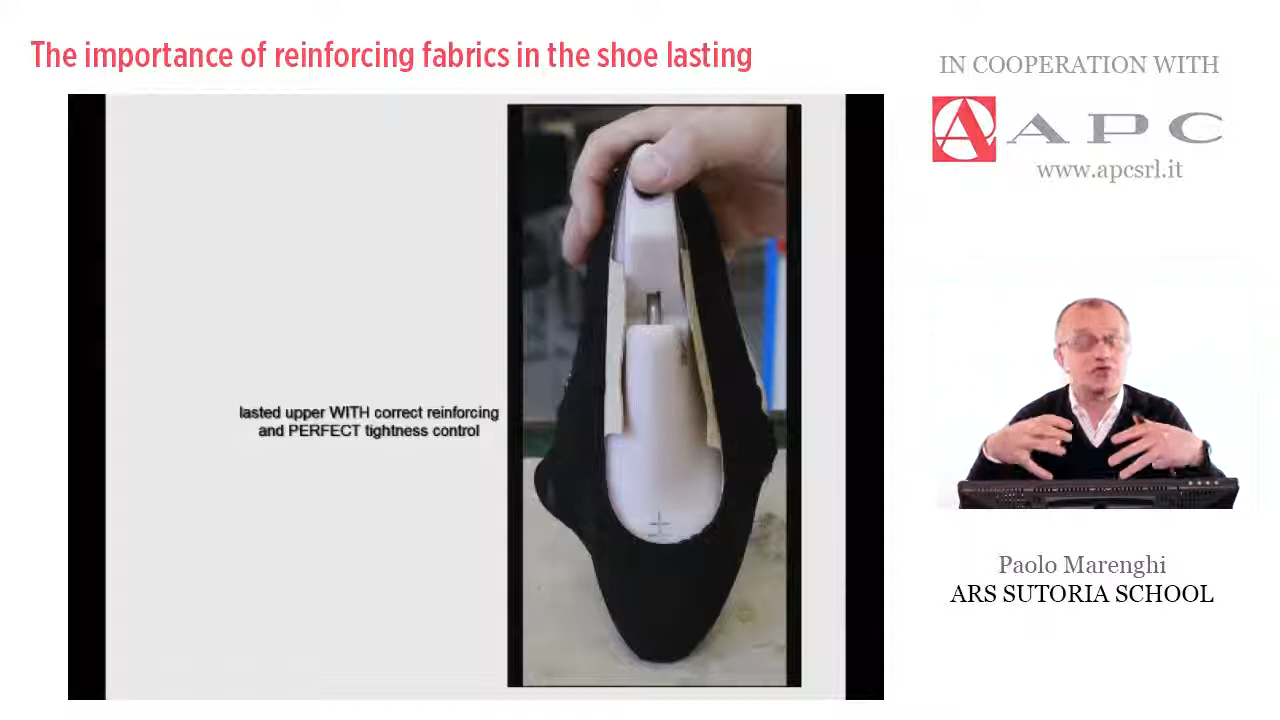 The importance of reinforcing fabrics in the shoe lasting
IN COOPERATION WITH
APC
www.apcsrl.it
lasted upper WITH correct reinforcing
and PERFECT tightness control
Paolo Marenghi
ARS SUTORIA SCHOOL